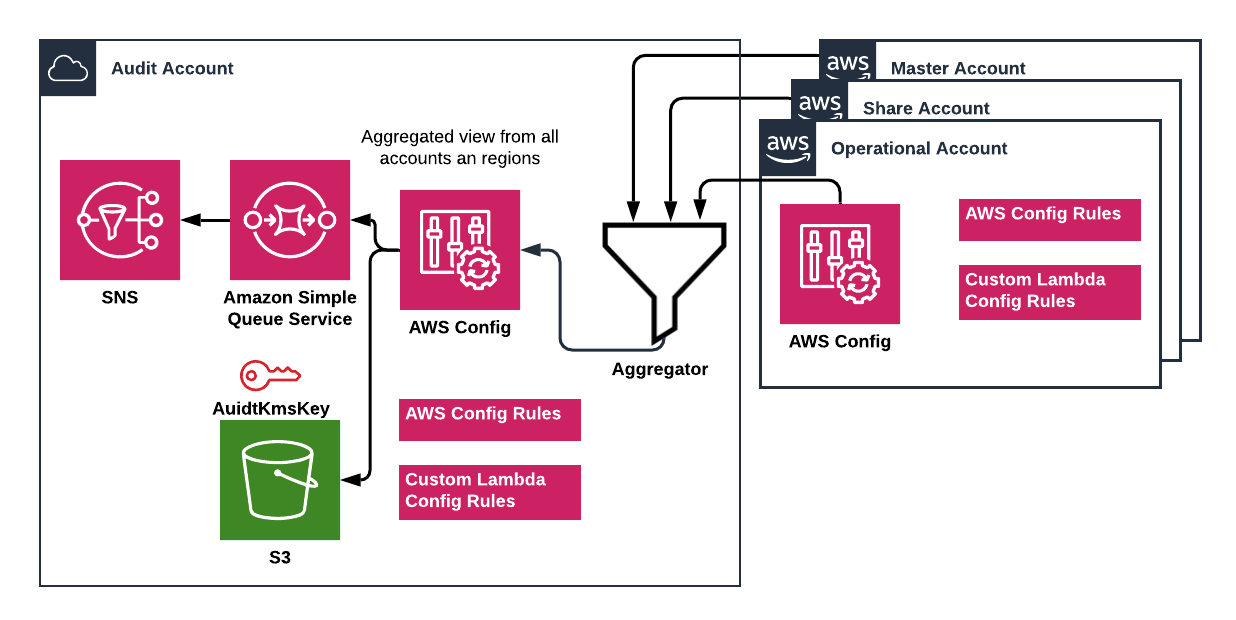 Audit Account
aws
Master Account
aws
Share Account
aws
Operational Account
Aggregated view from all
accounts an regions
SNS
Amazon Simple
Queue Service
AWS Config
Aggregator
AWS Config
AWS Config Rules
Custom Lambda
Config Rules
AuidtKmsKey
S3
AWS Config Rules
Custom Lambda
Config Rules